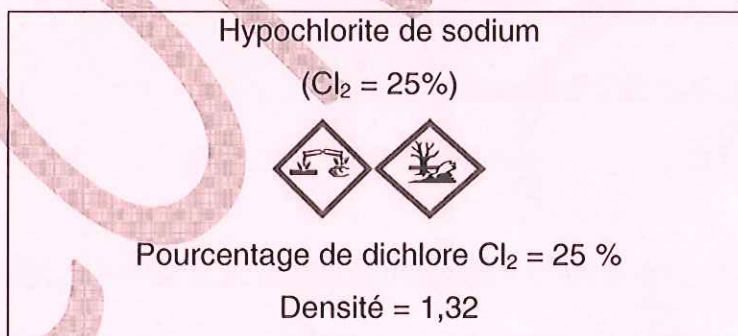 Hypochlorite de sodium
(Cl₂ = 25%)
Pourcentage de dichlore Cl₂ = 25 %
Densité = 1,32